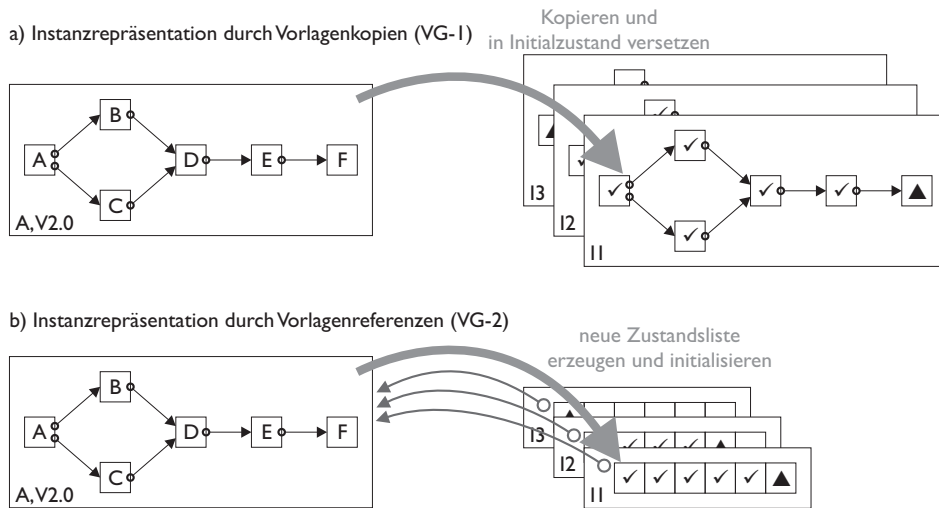 a) Instanzrepräsentation durch Vorlagenkopien (VG-1)
Kopieren und
in Initialzustand versetzen
A
B
C
D
E
F
A, V2.0
I3
I2
I1
b) Instanzrepräsentation durch Vorlagenreferenzen (VG-2)
neue Zustandsliste
erzeugen und initialisieren
A
B
C
D
E
F
A, V2.0
I3
I2
I1